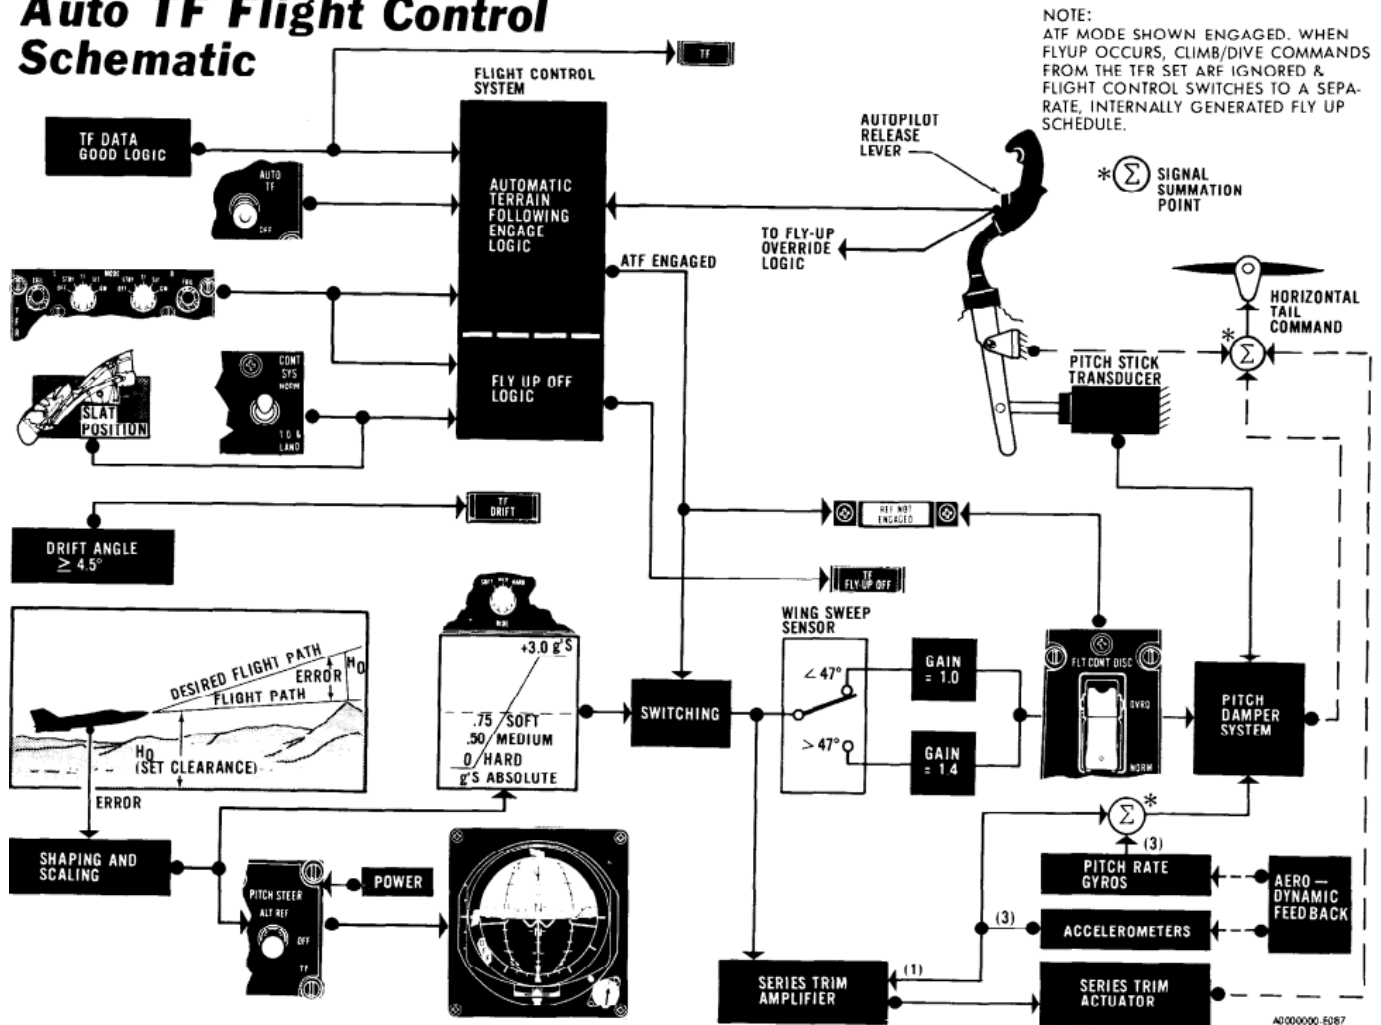 Auto TF Flight Control
Schematic
NOTE:
ATF MODE SHOWN ENGAGED. WHEN
FLYUP OCCURS, CLIMB/DIVE COMMANDS
FROM THE TFR SET ARE IGNORED &
FLIGHT CONTROL SWITCHES TO A SEPA-
RATE, INTERNALLY GENERATED FLY UP
SCHEDULE.
TF
FLIGHT CONTROL
SYSTEM
TF DATA
GOOD LOGIC
AUTO
TF
OFF
AUTOMATIC
TERRAIN
FOLLOWING
ENGAGE
LOGIC
AUTOPILOT
RELEASE
LEVER
* Σ SIGNAL
SUMMATION
POINT
TO FLY-UP
OVERRIDE
LOGIC
ATF ENGAGED
L MODE R
T
F
R
HORIZONTAL
TAIL
COMMAND
* Σ
CONT
SYS
NORM
T O &
LAND
SLAT
POSITION
FLY UP OFF
LOGIC
PITCH STICK
TRANSDUCER
TF
DRIFT
REF NOT
ENGAGED
DRIFT ANGLE
≥ 4.5°
TF
FLY-UP OFF
SOFT MED HARD
RIDE
WING SWEEP
SENSOR
+3.0 g'S
.75 SOFT
.50 MEDIUM
0 HARD
g'S ABSOLUTE
DESIRED FLIGHT PATH
FLIGHT PATH
ERROR
H0
H0
(SET CLEARANCE)
ERROR
SWITCHING
< 47°
> 47°
GAIN
= 1.0
GAIN
= 1.4
FLT CONT DISC
OVRD
NORM
PITCH
DAMPER
SYSTEM
Σ *
(3)
SHAPING AND
SCALING
PITCH STEER
ALT REF
OFF
TF
POWER
PITCH RATE
GYROS
AERO—
DYNAMIC
FEEDBACK
(3)
ACCELEROMETERS
(1)
SERIES TRIM
AMPLIFIER
SERIES TRIM
ACTUATOR
A0000000-E087